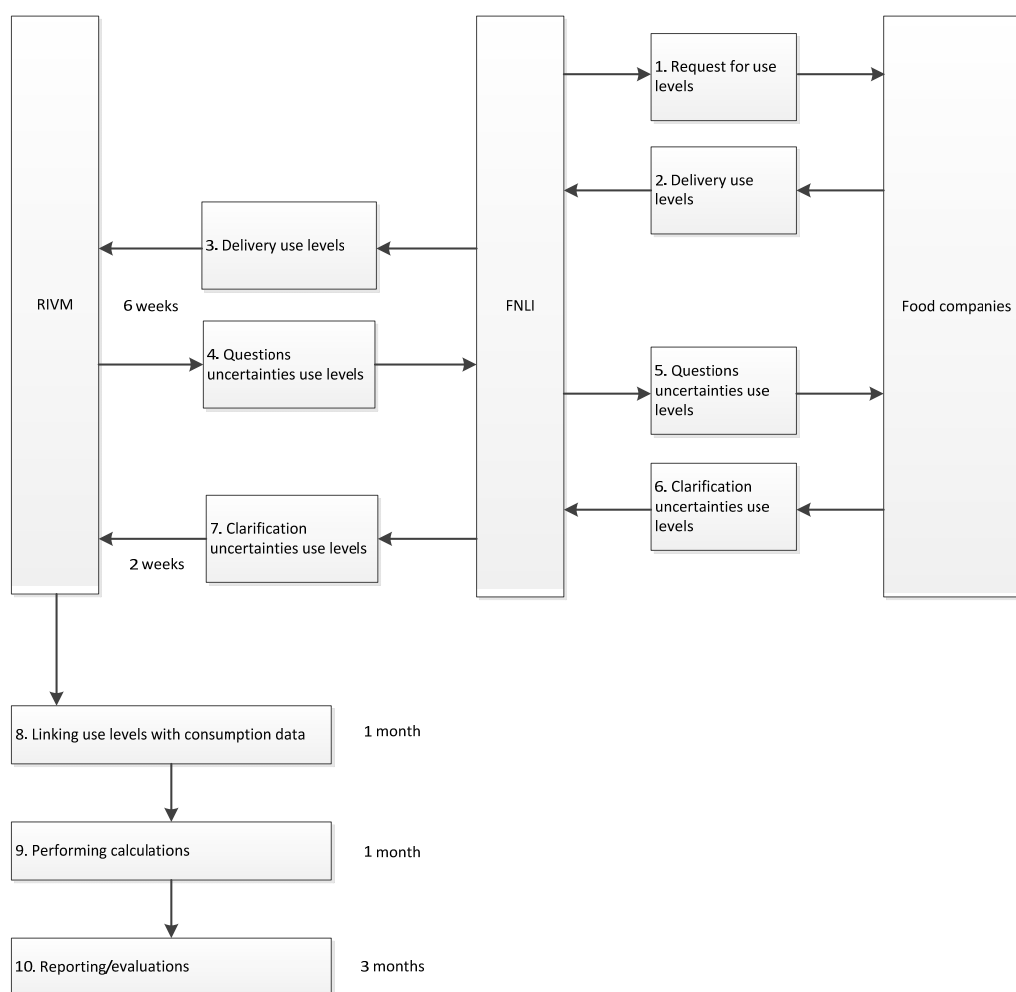 1. Request for use
levels
2. Delivery use
levels
3. Delivery use levels
RIVM
6 weeks
FNLI
Food companies
4. Questions
uncertainties use levels
5. Questions
uncertainties use
levels
6. Clarification
uncertainties use
levels
7. Clarification
uncertainties use levels
2 weeks
8. Linking use levels with consumption data
1 month
9. Performing calculations
1 month
10. Reporting/evaluations
3 months